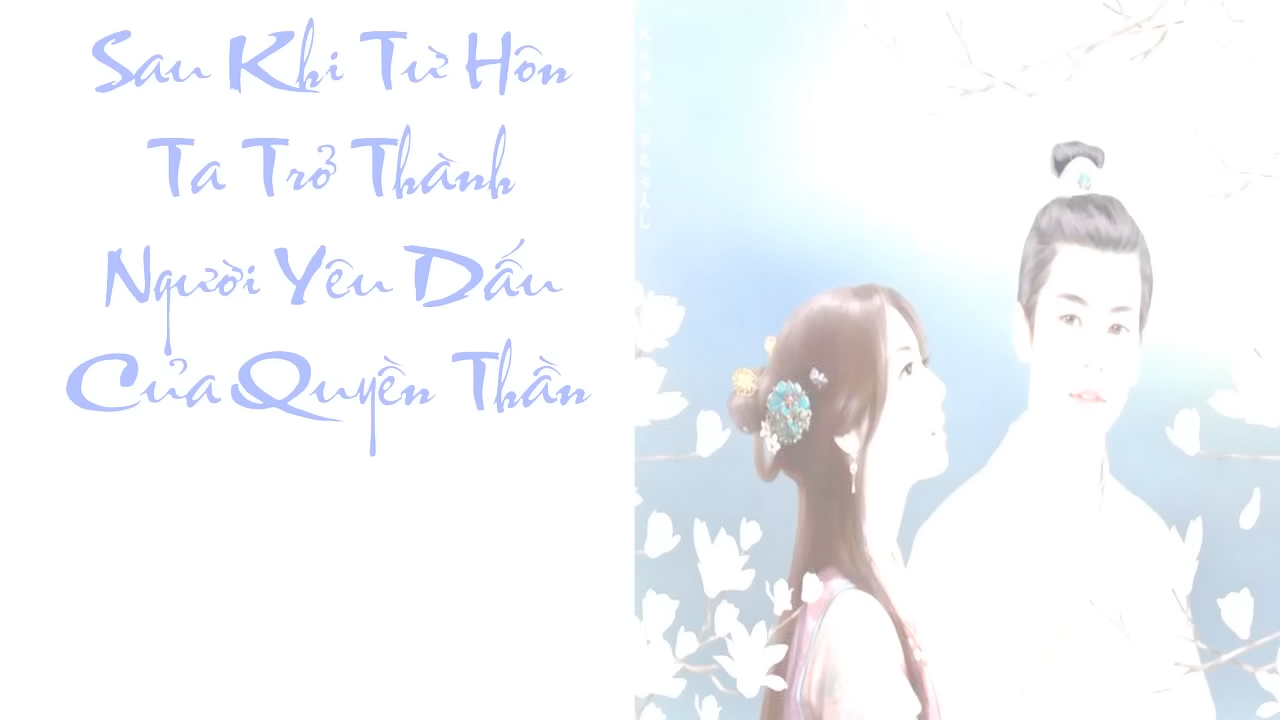 Sau Khi Từ Hôn
Ta Trở Thành
Người Yêu Dấu
Của Quyền Thần